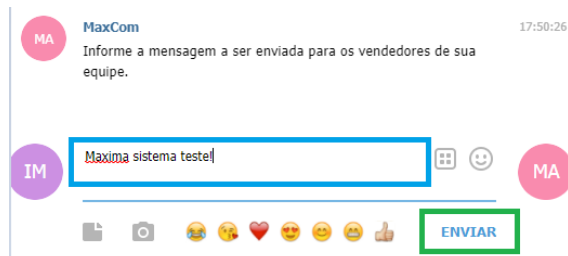 MA
MaxCom
17:50:26
Informe a mensagem a ser enviada para os vendedores de sua
equipe.
IM
Maxima sistema teste!
MA
ENVIAR